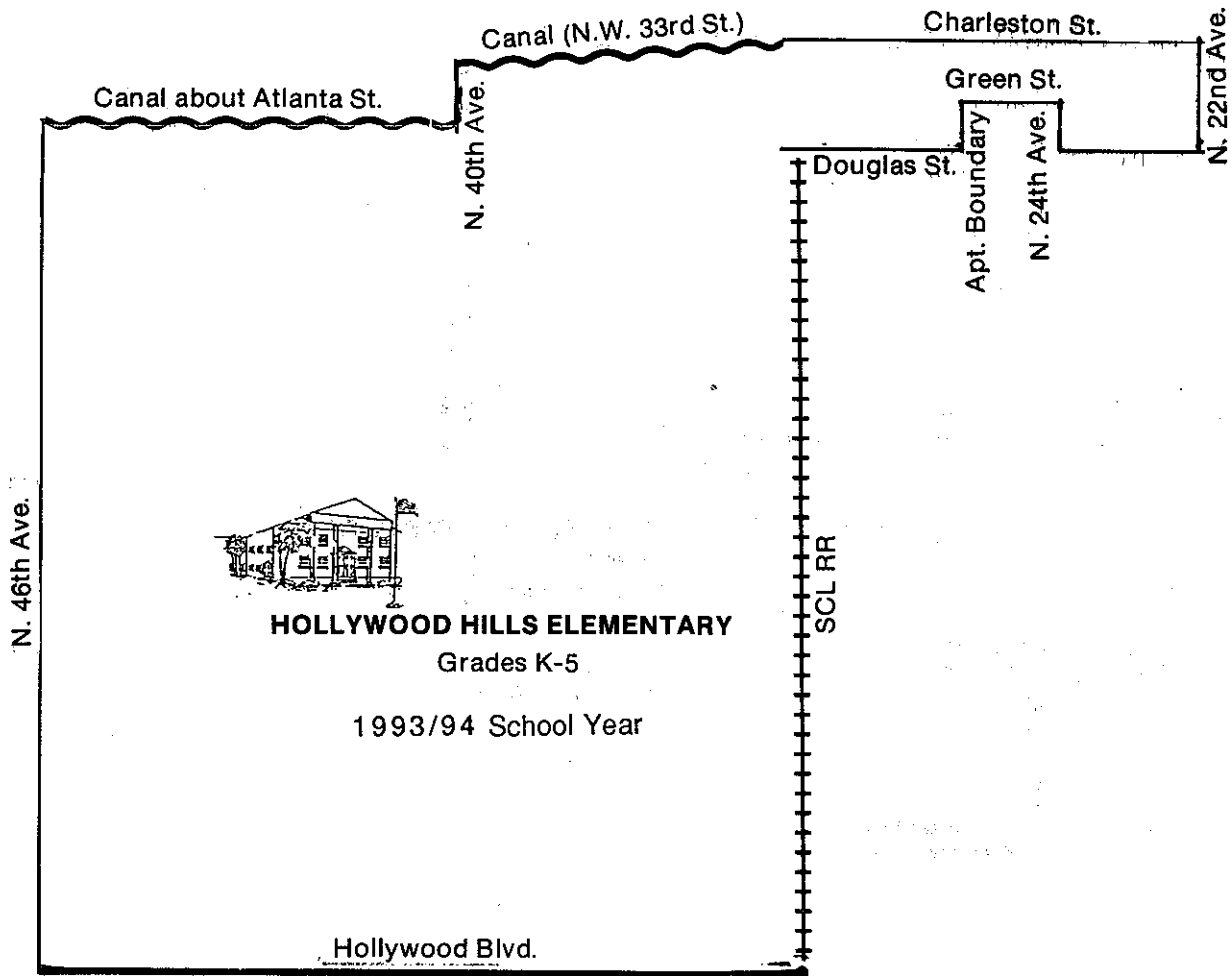 Canal (N.W. 33rd St.)
Charleston St.
N. 22nd Ave.
Canal about Atlanta St.
Green St.
N. 40th Ave.
Douglas St.
Apt. Boundary
N. 24th Ave.
N. 46th Ave.
SCL RR
HOLLYWOOD HILLS ELEMENTARY
Grades K-5
1993/94 School Year
Hollywood Blvd.